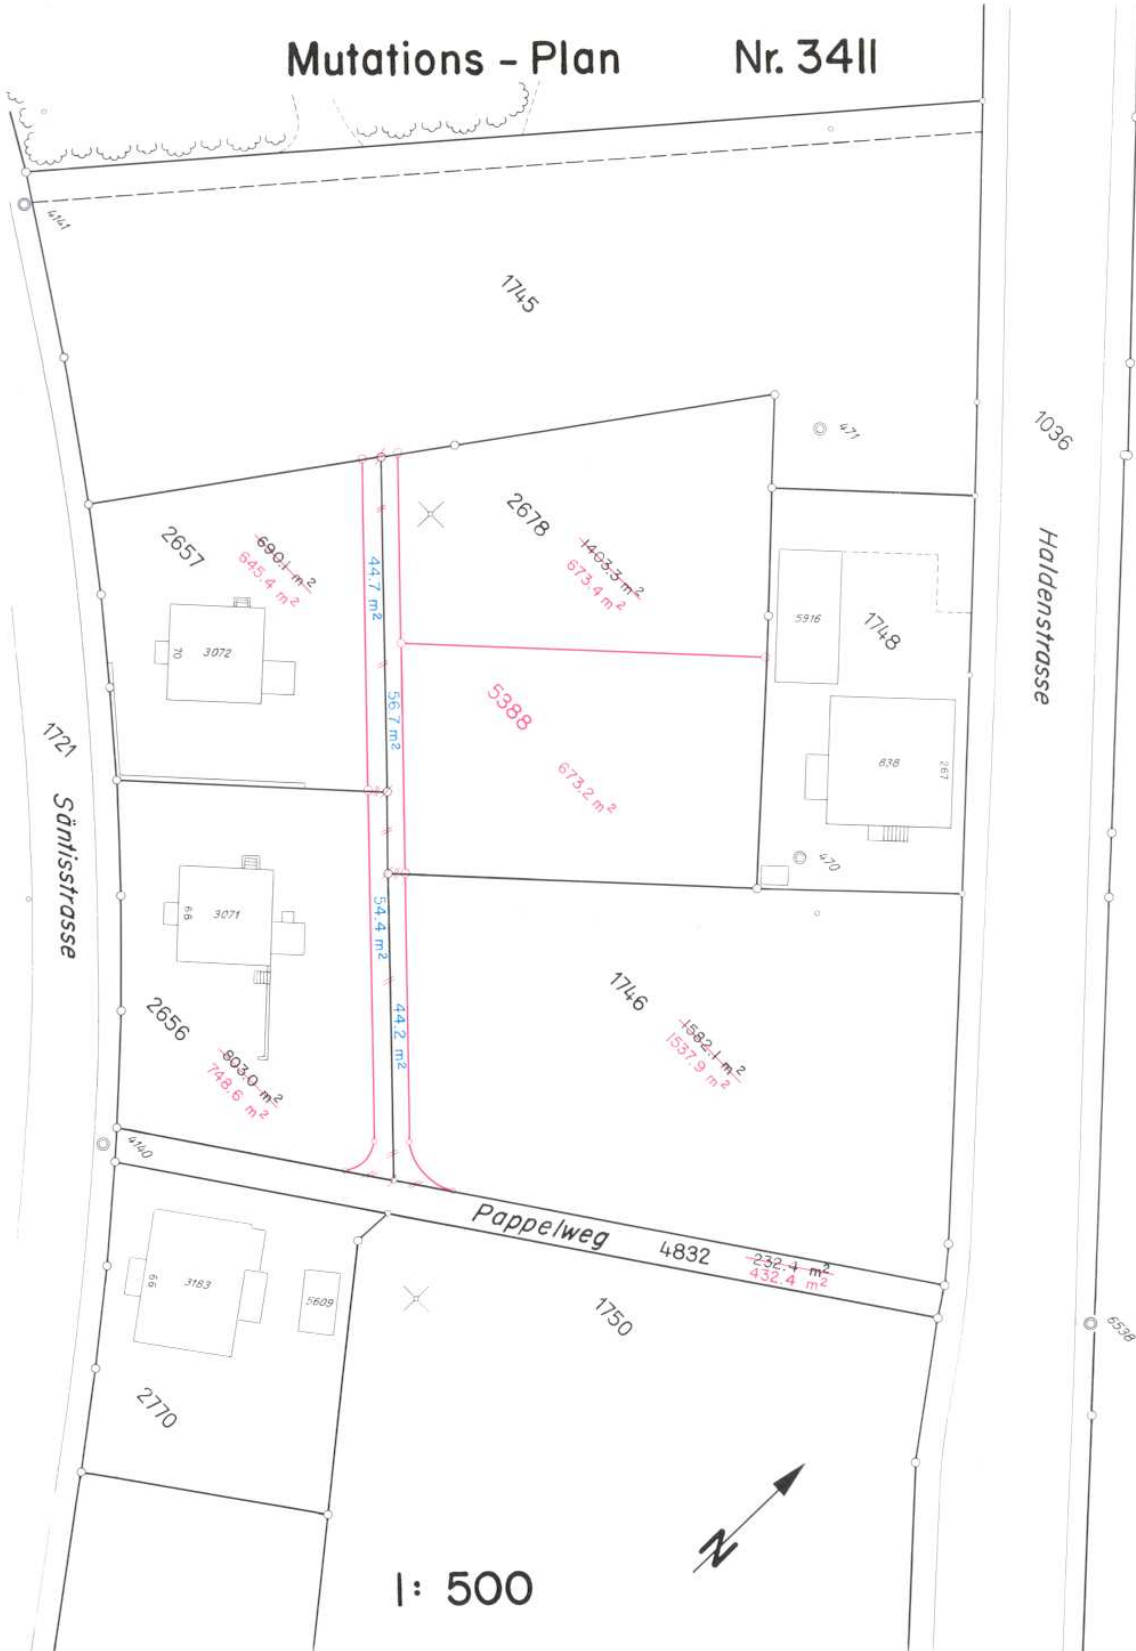 Mutations - Plan Nr. 3411
4141
1745
471
1036
2657
690.1 m²
645.4 m²
44.7 m²
2678
1403.3 m²
673.4 m²
Haldenstrasse
5916
1748
70
3072
56.7 m²
5388
673.2 m²
838
267
1721
Säntisstrasse
470
68
3071
54.4 m²
44.2 m²
2656
803.0 m²
748.6 m²
1746
1582.1 m²
1537.9 m²
4140
Pappelweg
4832
232.4 m²
432.4 m²
66
3183
5609
1750
6538
2770
N
1: 500